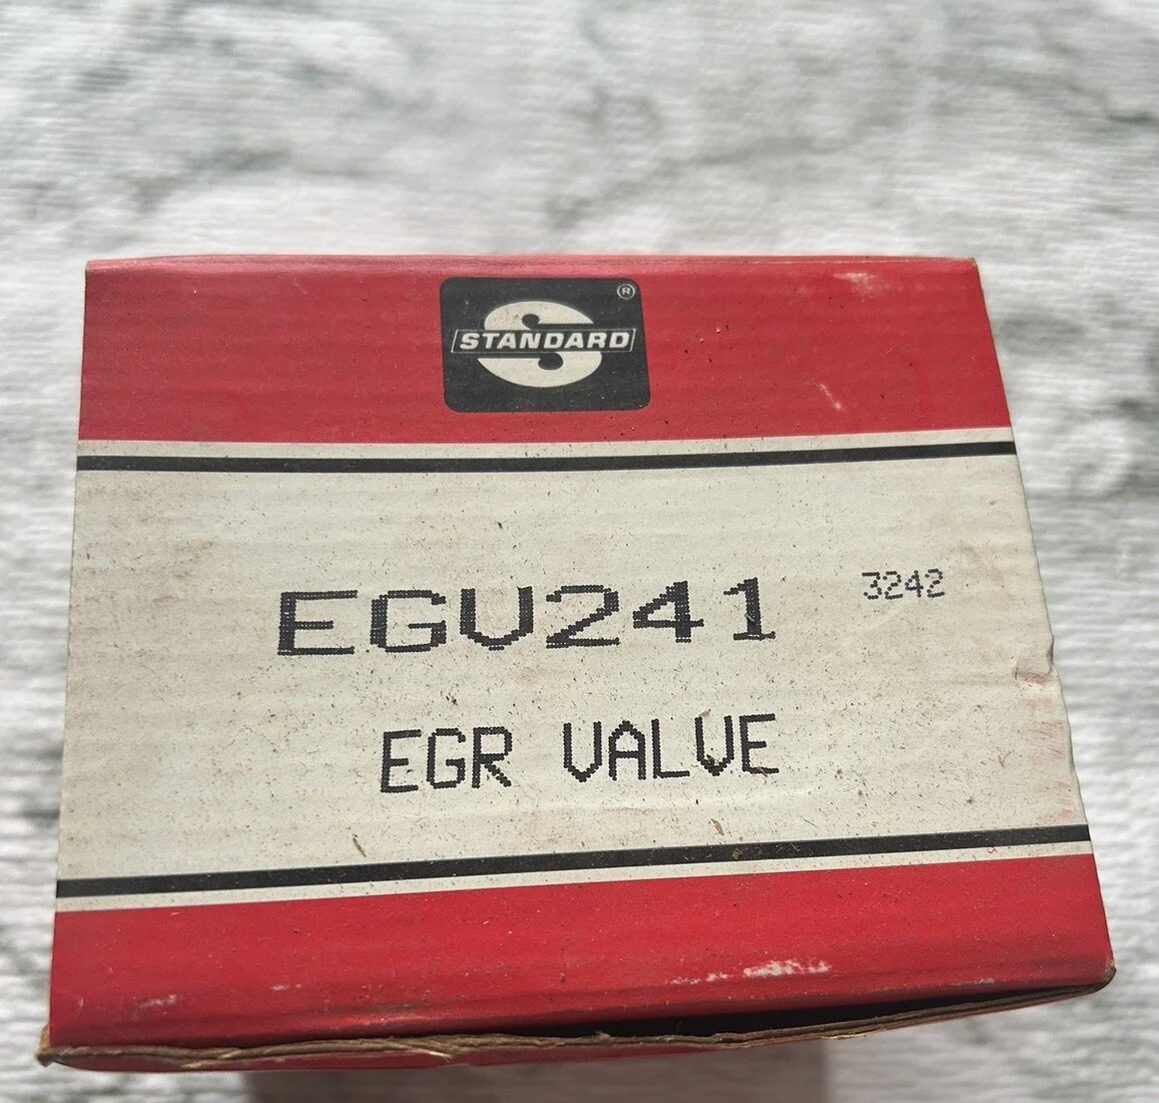 STANDARD ®
EGV241 3242
EGR VALVE